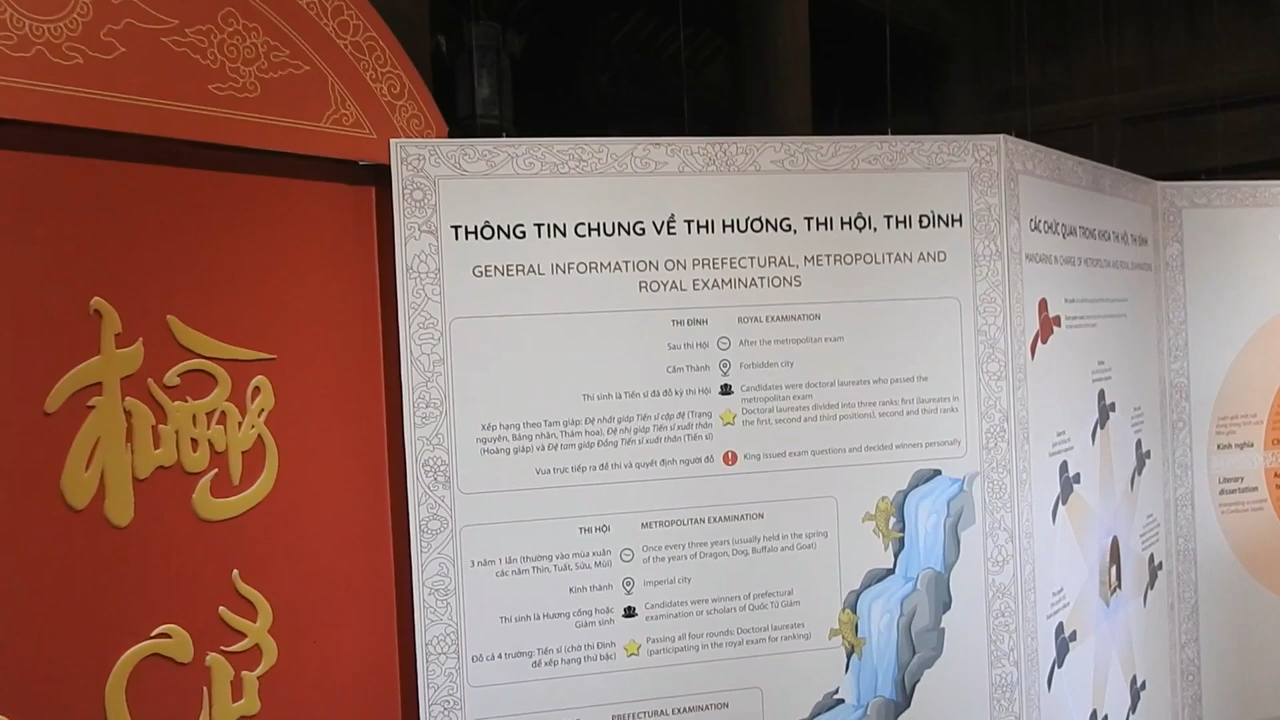 Trường
THÔNG TIN CHUNG VỀ THI HƯƠNG, THI HỘI, THI ĐÌNH
GENERAL INFORMATION ON PREFECTURAL, METROPOLITAN AND
ROYAL EXAMINATIONS
THI ĐÌNH
ROYAL EXAMINATION
Sau thi Hội
After the metropolitan exam
Cấm Thành
Forbidden city
Thí sinh là Tiến sĩ đã đỗ kỳ thi Hội
Candidates were doctoral laureates who passed the
metropolitan exam
Xếp hạng theo Tam giáp: Đệ nhất giáp Tiến sĩ cập đệ (Trạng
nguyên, Bảng nhãn, Thám hoa), Đệ nhị giáp Tiến sĩ xuất thân
(Hoàng giáp) và Đệ tam giáp Đồng Tiến sĩ xuất thân (Tiến sĩ)
Doctoral laureates divided into three ranks: first (laureates in
the first, second and third positions), second and third ranks
Vua trực tiếp ra đề thi và quyết định người đỗ
King issued exam questions and decided winners personally
THI HỘI
METROPOLITAN EXAMINATION
3 năm 1 lần (thường vào mùa xuân
các năm Thìn, Tuất, Sửu, Mùi)
Once every three years (usually held in the spring
of the years of Dragon, Dog, Buffalo and Goat)
Kinh thành
Imperial city
Thí sinh là Hương cống hoặc
Giám sinh
Candidates were winners of prefectural
examination or scholars of Quốc Tử Giám
Đỗ cả 4 trường: Tiến sĩ (chờ thi Đình
để xếp hạng thứ bậc)
Passing all four rounds: Doctoral laureates
(participating in the royal exam for ranking)
PREFECTURAL EXAMINATION
CÁC CHỨC QUAN TRONG KHOA THI HỘI, THI ĐÌNH
MANDARINS IN CHARGE OF METROPOLITAN AND ROYAL EXAMINATIONS
Kinh nghĩa
Literary
dissertation